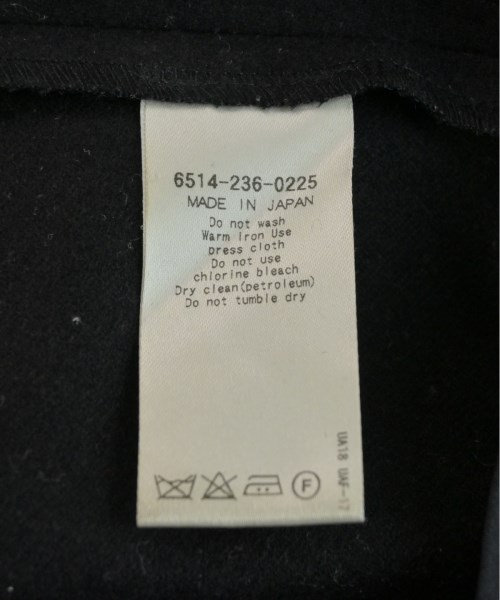 6514-236-0225
MADE IN JAPAN
Do not wash
Warm iron Use
press cloth
Do not use
chlorine bleach
Dry clean(petroleum)
Do not tumble dry
UA18 UAF-
F